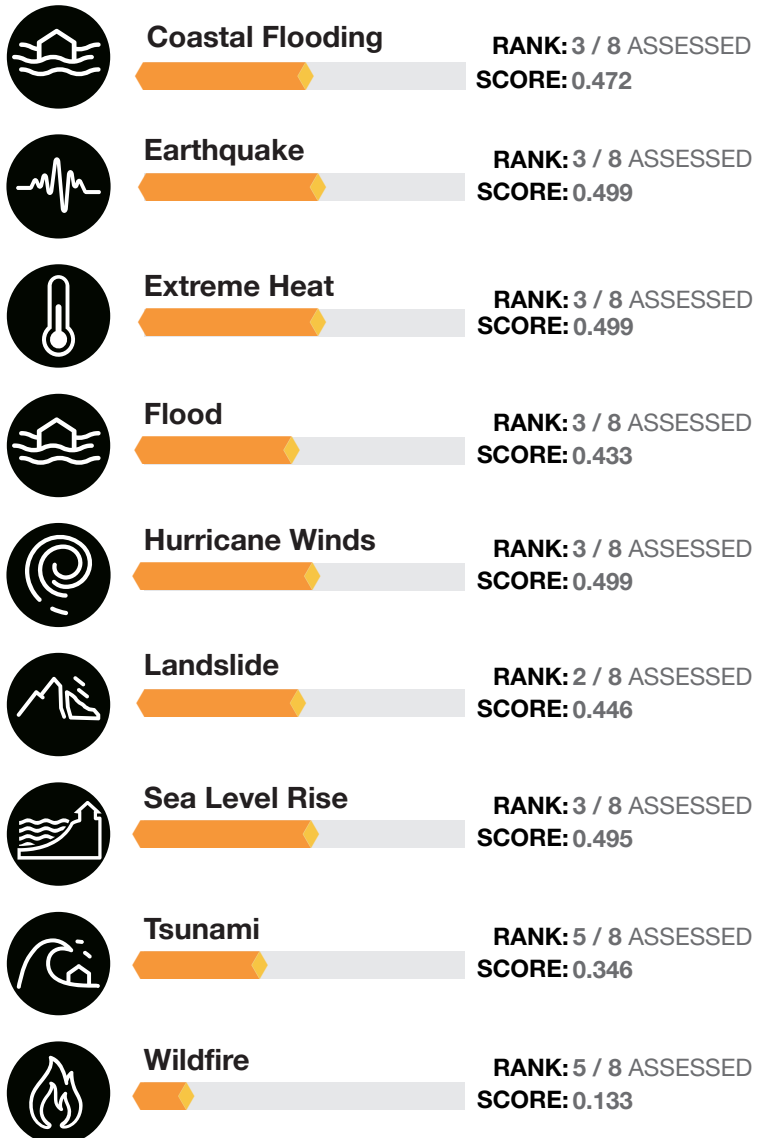 Coastal Flooding
RANK: 3 / 8 ASSESSED
SCORE: 0.472
Earthquake
RANK: 3 / 8 ASSESSED
SCORE: 0.499
Extreme Heat
RANK: 3 / 8 ASSESSED
SCORE: 0.499
Flood
RANK: 3 / 8 ASSESSED
SCORE: 0.433
Hurricane Winds
RANK: 3 / 8 ASSESSED
SCORE: 0.499
Landslide
RANK: 2 / 8 ASSESSED
SCORE: 0.446
Sea Level Rise
RANK: 3 / 8 ASSESSED
SCORE: 0.495
Tsunami
RANK: 5 / 8 ASSESSED
SCORE: 0.346
Wildfire
RANK: 5 / 8 ASSESSED
SCORE: 0.133